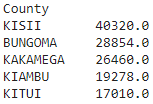 County
KISII 40320.0
BUNGOMA 28854.0
KAKAMEGA 26460.0
KIAMBU 19278.0
KITUI 17010.0